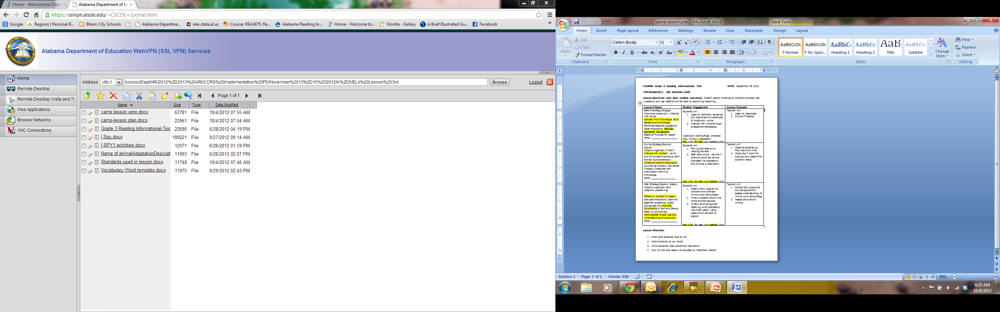 Home - Welcome to Chart
Alabama Department of Ed
https://sslvpn.alsde.edu/+CSCOE+/portal.html
Google
Regions | Personal B...
Bham City Schools
Alabama Departme...
alex.state.al.us
Course: REA3475: Re...
Alabama Reading In...
Home - Welcome to...
Wordle - Gallery
A Brief Illustrated Gu...
Facebook
Alabama Department of Education WebVPN (SSL VPN) Services
Home
Remote Desktop
Remote Desktop (Vista and 7)
Web Applications
Browse Networks
VNC Connections
Address cifs:// booboo/Dept/ARI/2012%2D2013%20ARI/CCRS%20Implementation%20PD/November%2013%2D15%202012/K%2D5/ELA%20Lesson%203rd Browse Logout
Page 1 of 1
Name Size Type Date Modified
camo lesson venn.docx 63781 File 10/4/2012 07:55 AM
camo-lesson plan.docx 22961 File 10/4/2012 07:54 AM
Grade 3 Reading Informational Text 22690 File 6/28/2012 04:19 PM
I Spy.docx 189221 File 9/27/2012 09:14 AM
I SPY1 activities.docx 12071 File 6/26/2012 01:59 PM
Name of animalAdaptationDescript 11993 File 6/26/2012 02:07 PM
Standards used in lesson.docx 11748 File 10/4/2012 07:46 AM
Vocabulary Word template.docx 11975 File 6/29/2012 02:43 PM
camo-lesson plan - Microsoft Word
Table Tools
Home Insert Page Layout References Mailings Review View Developer Design Layout
Paste
Cut
Copy
Format Painter
Clipboard
Calibri (Body) 11
Font
Paragraph
AaBbCcDc AaBbCcDc AaBbC AaBbCc AaB AaBbCc.
¶ Normal ¶ No Spaci... Heading 1 Heading 2 Title Subtitle
Change Styles
Styles
Find
Replace
Select
Editing
COURSE: Grade 3- Reading Informational Text DATE: September 28, 2012
COS Standard(s): See attached sheet
Lesson objectives with daily student outcomes: SWBAT gather evidence to compare/contrast, ask
questions, and use details from the text to explaining reasoning.
Lesson Phases Student Engagement Assess/Evaluate
Before Strategy/Engage
Introduce Vocabulary / Interact
with words
Activate Prior Knowledge; Build
Background Knowledge;
Generate Essential Questions;
Make Predictions; Discuss
Essential Vocabulary;
Establish Purpose for Lesson;
Other
Students will:
1. Listen to definition, sentence
and examples/non-examples
of vocabulary words.
2. Interact with words through
engagement strategies.
Vocabulary: Camouflage, predator,
prey, mimicry, adaptation
Read, Write, Talk, Listen, and Investigate (100%)
Teacher will:
1. Listen to responses
2. Prompt if needed
During Strategy/Explore,
Explain
Graphic organizer-T-chart
Interact with Content; Verify
and Formulate Predictions; Self-
Monitor Comprehension;
Construct Graphic Organizers;
Summarize Content; Use Mental
Imagery; Integrate New
Information with Prior
Knowledge;
Other
Students will:
1. Pair up and take turns
reading the text-
2. After each chunk, use the T-
Chart to name the animal
discussed, its adaptation,
and provide a description
Read, Write, Talk, Listen, and Investigate (100%)
Teacher will:
1. Observe students as
they read and write
2. Check the T-chart for
accuracy and determine
addition needs
After Strategy/Explain, Extend
Graphic organizer-Venn
diagram, questioning
Reflect on Content of Lesson;
Evaluate Predictions; Examine
Essential Questions; Justify,
Deliberate, and Evaluate
Conclusions of Self and Others;
Retell or Summarize;
Demonstrate Proper Use and
Understanding of Vocabulary;
Other
Students will:
1. Make a Venn diagram to
compare and contrast
mimicry and camouflage
2. Write a question about one
of the animals studied
3. Write a short paragraph
detailing which adaptation
was most useful, using
details from the text to
explain
Read, Write, Talk, Listen, and Investigate (100%)
Teacher will:
1. Collect Venn diagrams
and paragraphs to
assess understanding of
mimicry and camouflage
2. Assess the author's
writing
Lesson reflection:
1. What were students able to do?
2. What evidence do you have?
3. Which students need additional instruction?
4. How will the next lesson be adjusted to meet their needs?
Section: 1 Page: 1 of 1 Words: 338 50%
8:25 AM
10/8/2012